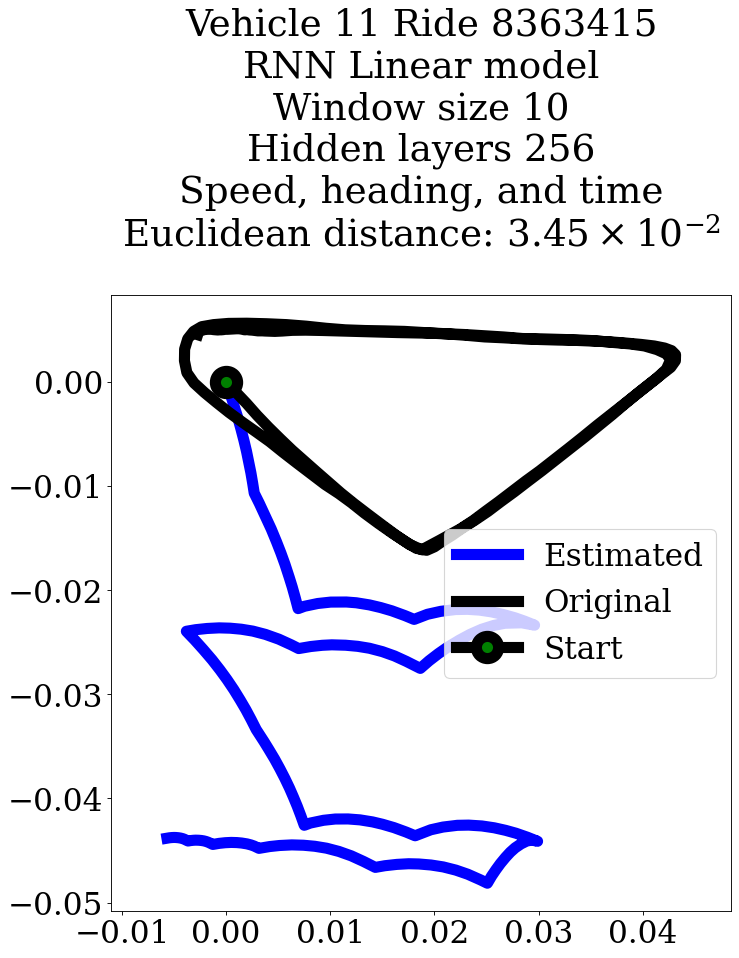 Vehicle 11 Ride 8363415
RNN Linear model
Window size 10
Hidden layers 256
Speed, heading, and time
Euclidean distance: 3.45 × 10⁻²
0.00
−0.01
−0.02
−0.03
−0.04
−0.05
Estimated
Original
Start
−0.01 0.00 0.01 0.02 0.03 0.04